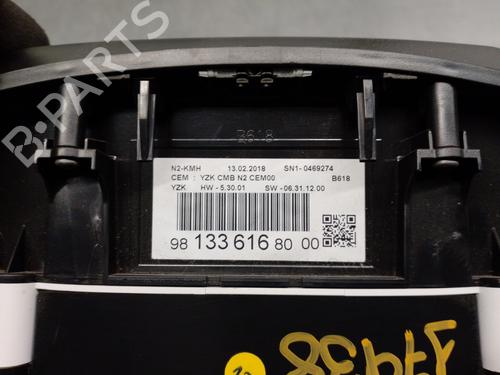 B618
N2-KMH 13.02.2018 SN1- 0469274
CEM : YZK CMB N2 CEM00 B618
YZK HW - 5.30.01 SW - 06.31.12.00
98 133 616 80 00
B-PARTS